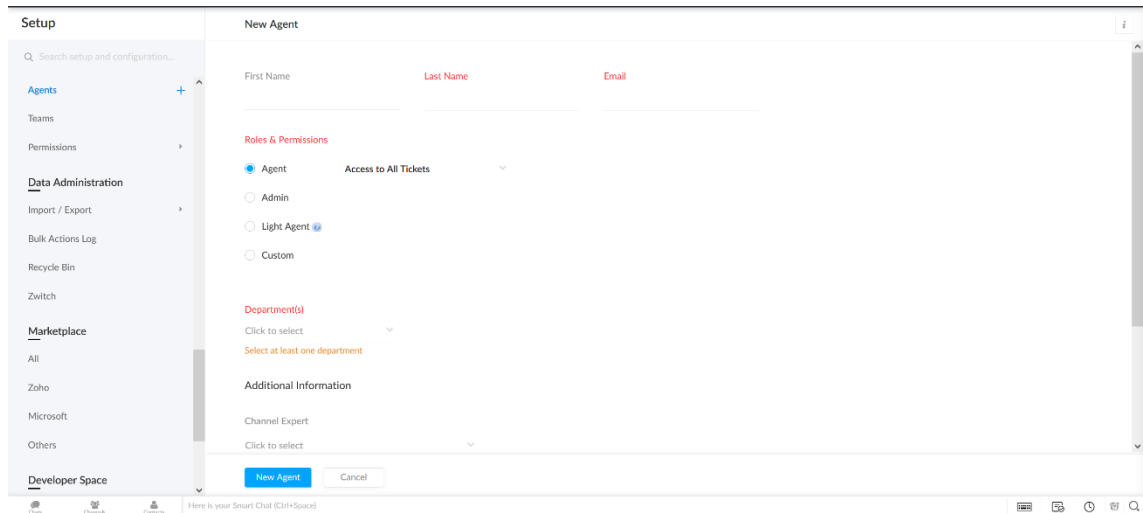 Setup
New Agent
i
Search setup and configuration...
First Name
Last Name
Email
Agents
+
Teams
Permissions
Roles & Permissions
Agent
Access to All Tickets
Data Administration
Admin
Import / Export
Light Agent
Bulk Actions Log
Custom
Recycle Bin
Zwitch
Department(s)
Click to select
Marketplace
Select at least one department
All
Additional Information
Zoho
Microsoft
Channel Expert
Others
Click to select
Developer Space
New Agent
Cancel
Chats
Channels
Contacts
Here is your Smart Chat (Ctrl+Space)